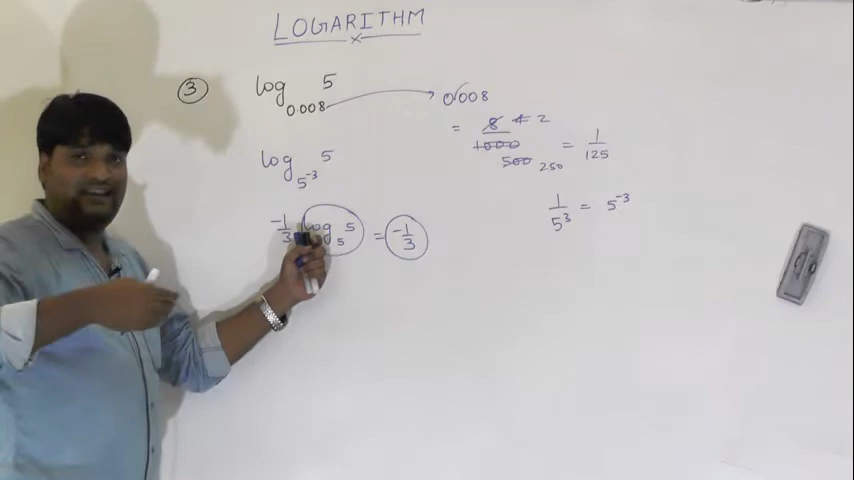 LOGARITHM
③ log₀.₀₀₈ 5
0.008
= 8 4 2 / 1000 500 250 = 1/125
log₅⁻³ 5
1/5³ = 5⁻³
-1/3 log₅ 5 = -1/3